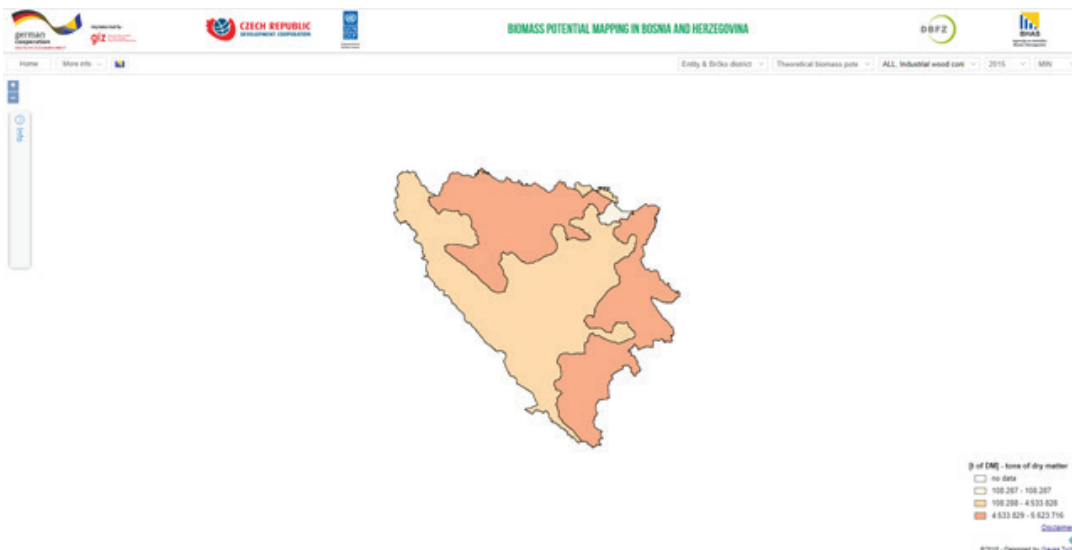 german
cooperation
giz
CZECH REPUBLIC
DEVELOPMENT COOPERATION
BIOMASS POTENTIAL MAPPING IN BOSNIA AND HERZEGOVINA
DBFZ
BHAS
Home
More info
Entity & Brčko district
Theoretical biomass pote
ALL, Industrial wood con
2015
MIN
+
-
Info
[t of DM] - tons of dry matter
no data
108.287 - 108.287
108.288 - 4.533.828
4.533.829 - 6.623.716
Disclaimer